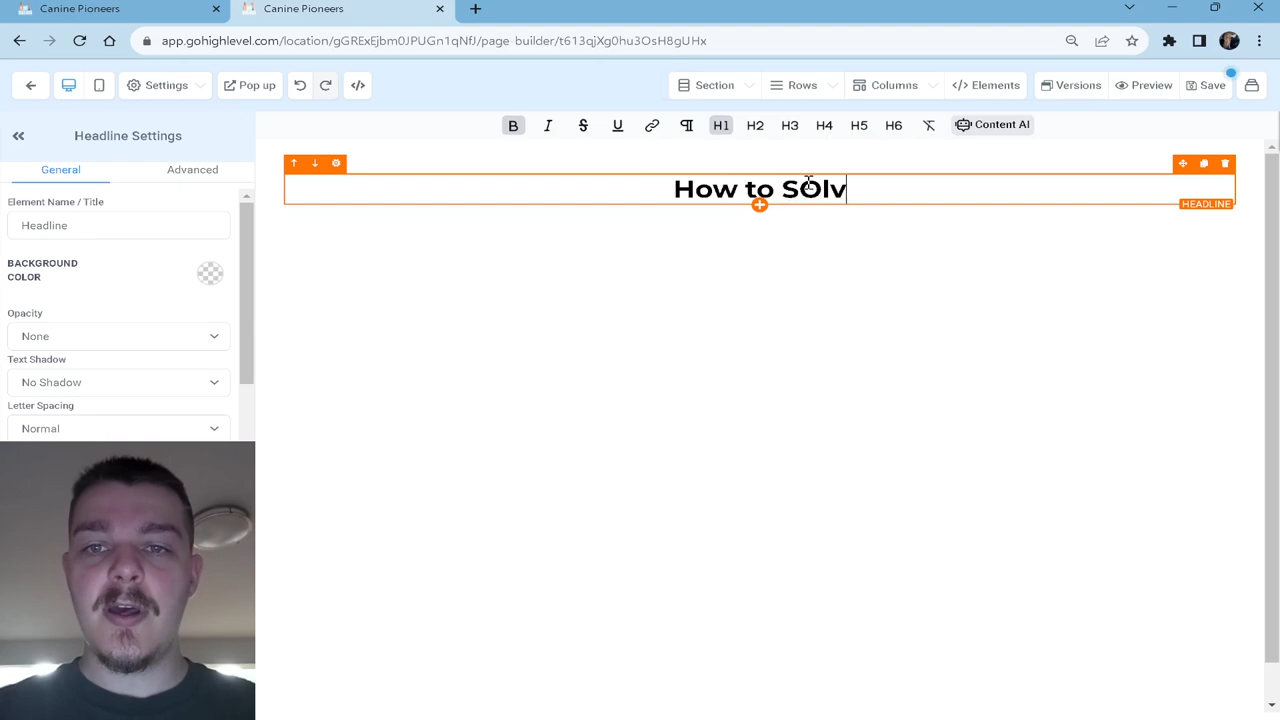 Canine Pioneers
Canine Pioneers
app.gohighlevel.com/location/gGRExEjbm0JPUGn1qNfJ/page-builder/t613qjXg0hu3OsH8gUHx
Settings
Pop up
Section
Rows
Columns
</> Elements
Versions
Preview
Save
Headline Settings
B I S U H1 H2 H3 H4 H5 H6 Content AI
General
Advanced
Element Name / Title
Headline
BACKGROUND
COLOR
Opacity
None
Text Shadow
No Shadow
Letter Spacing
Normal
How to SOlv
HEADLINE